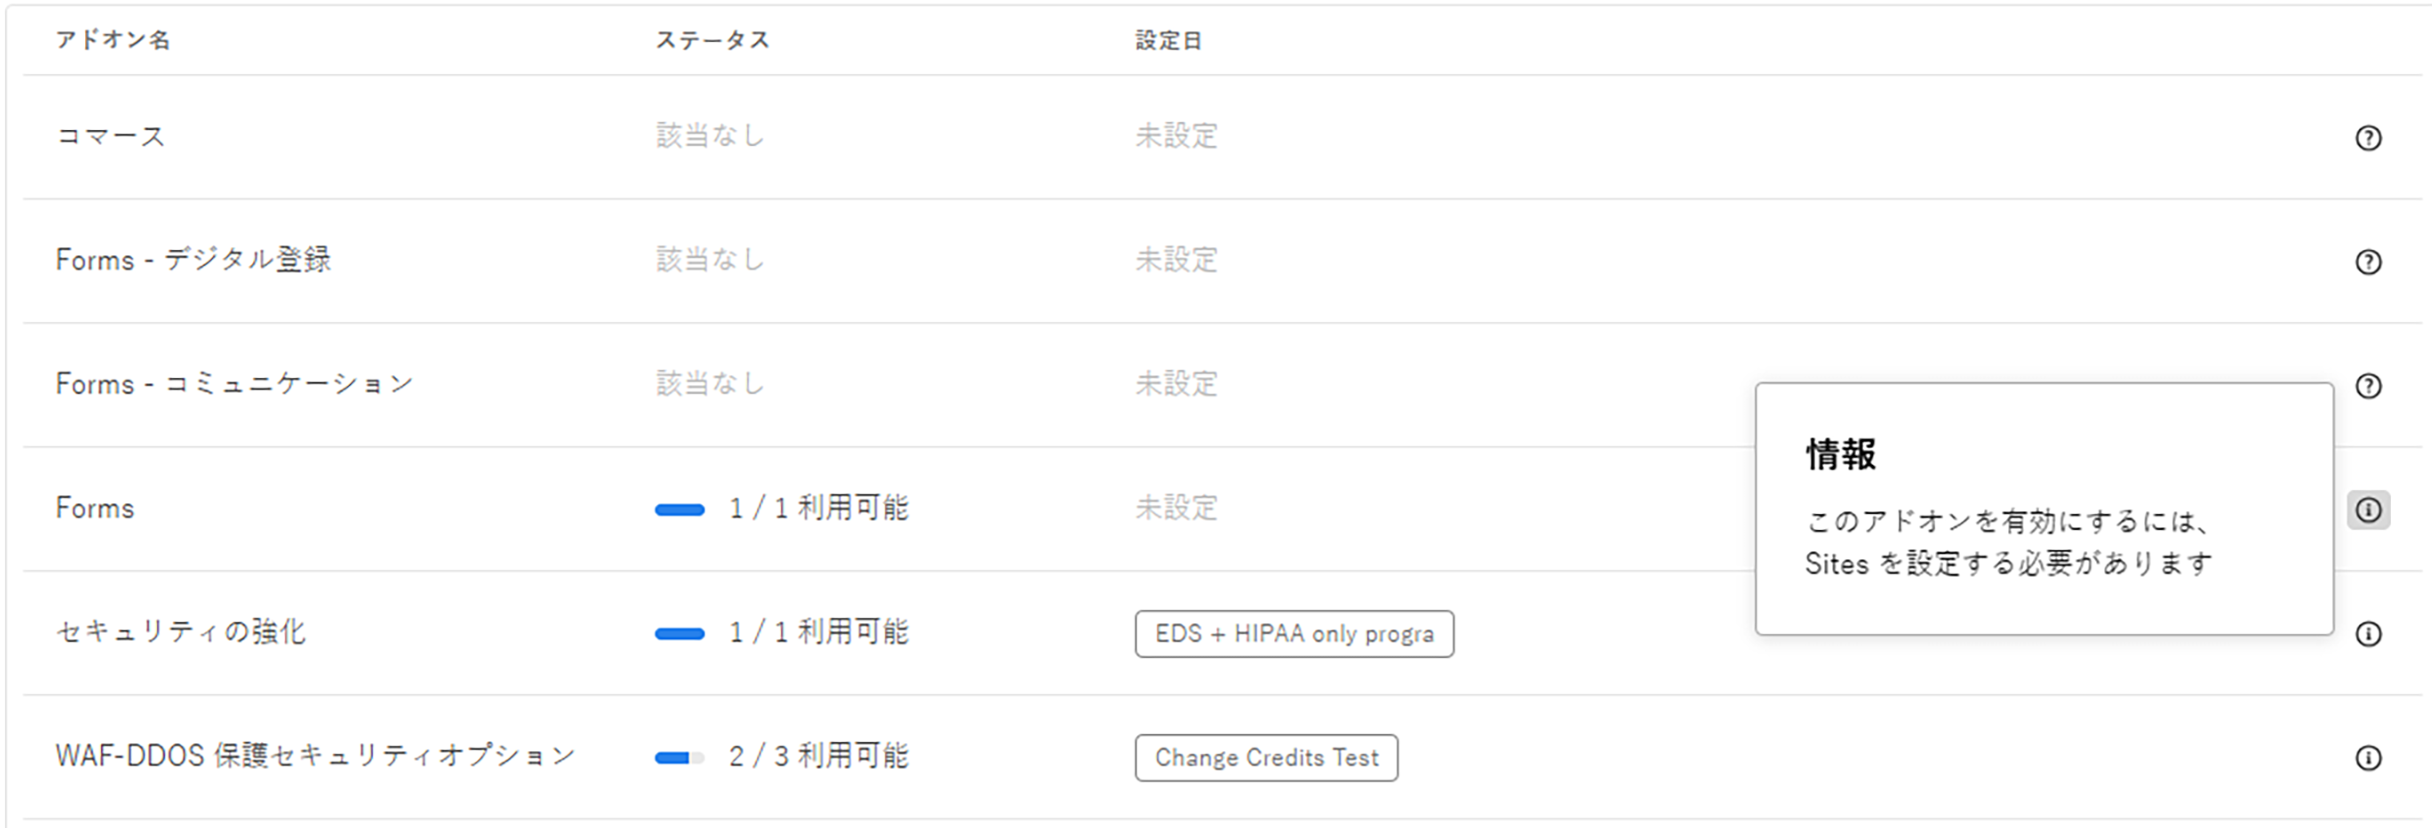 アドオン名 ステータス 設定日
コマース 該当なし 未設定
Forms - デジタル登録 該当なし 未設定
Forms - コミュニケーション 該当なし 未設定
Forms 1 / 1 利用可能 未設定
情報
このアドオンを有効にするには、
Sites を設定する必要があります
セキュリティの強化 1 / 1 利用可能 EDS + HIPAA only progra
WAF-DDOS 保護セキュリティオプション 2 / 3 利用可能 Change Credits Test